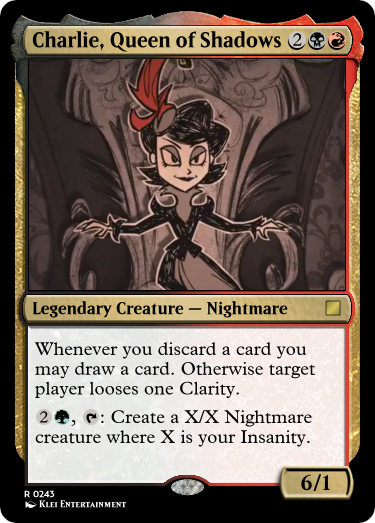 Charlie, Queen of Shadows 2
Legendary Creature — Nightmare
Whenever you discard a card you
may draw a card. Otherwise target
player looses one Clarity.
2, : Create a X/X Nightmare
creature where X is your Insanity.
6/1
R 0243
Klei Entertainment